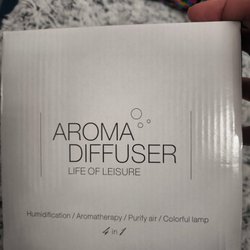 AROMA
DIFFUSER
LIFE OF LEISURE
Humidification / Aromatherapy / Purify air / Colorful lamp
4 in 1